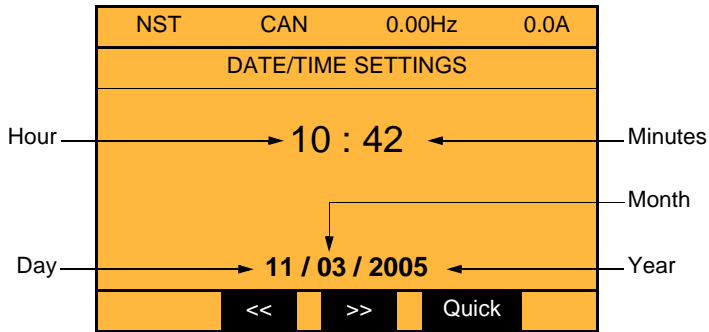 NST CAN 0.00Hz 0.0A
DATE/TIME SETTINGS
Hour 10 : 42 Minutes
Month
Day 11 / 03 / 2005 Year
<< >> Quick